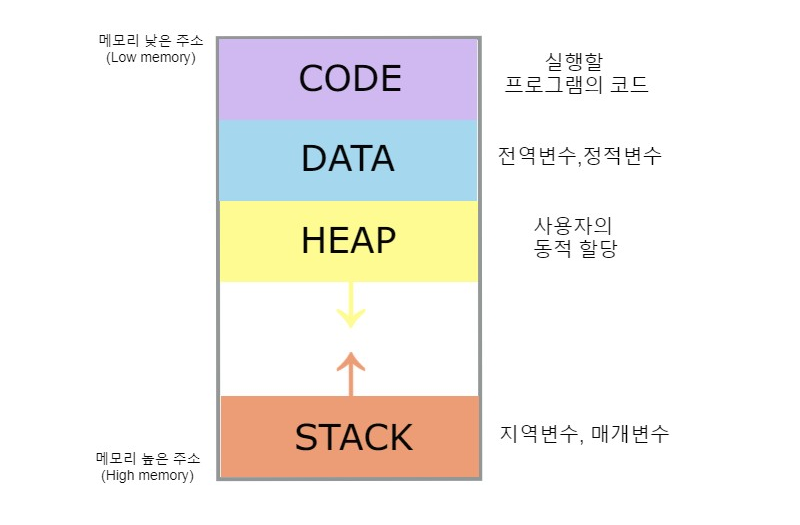 메모리 낮은 주소
(Low memory)
CODE
실행할
프로그램의 코드
DATA
전역변수,정적변수
HEAP
사용자의
동적 할당
STACK
지역변수, 매개변수
메모리 높은 주소
(High memory)